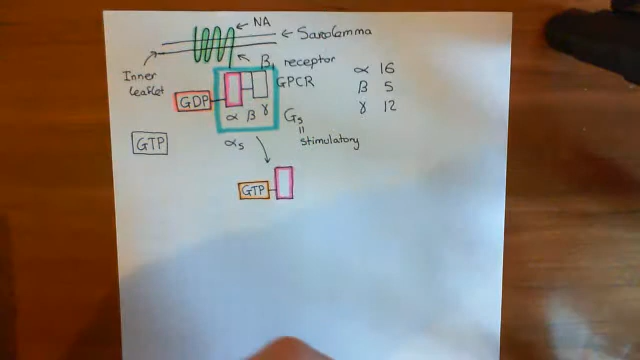 NA
← Sarcolemma
Inner leaflet
β₁ receptor
GPCR
GDP
α β γ
Gs
=
stimulatory
α 16
β 5
γ 12
GTP
αs
GTP